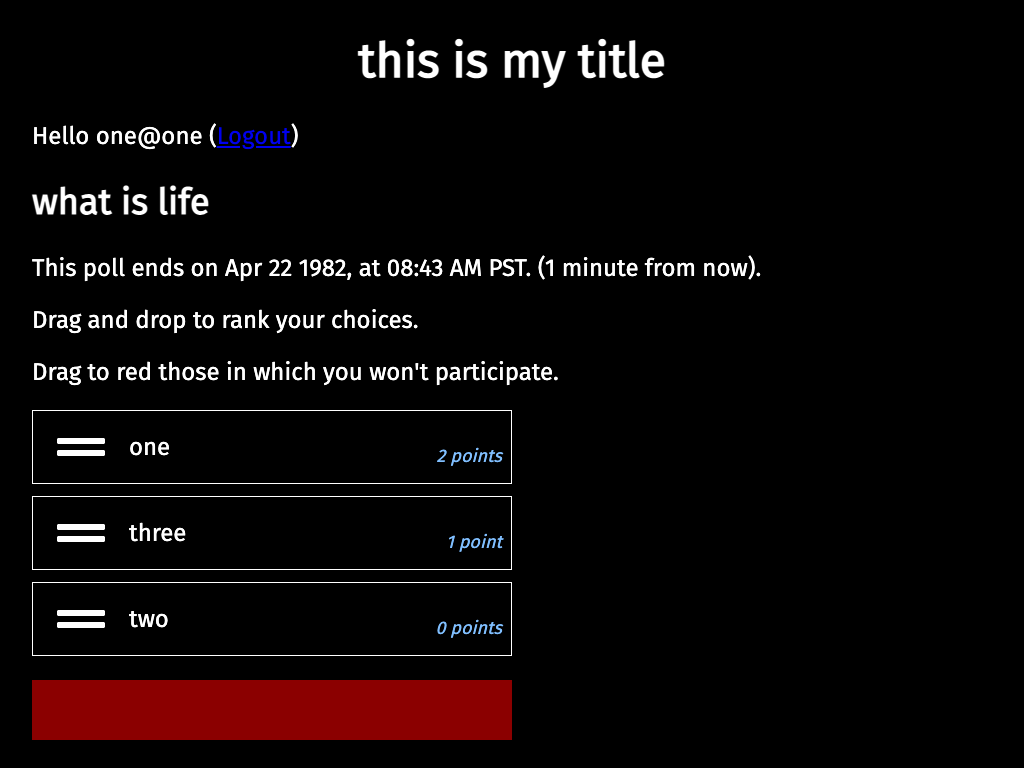 this is my title
Hello one@one (Logout)
what is life
This poll ends on Apr 22 1982, at 08:43 AM PST. (1 minute from now).
Drag and drop to rank your choices.
Drag to red those in which you won't participate.
one
2 points
three
1 point
two
0 points